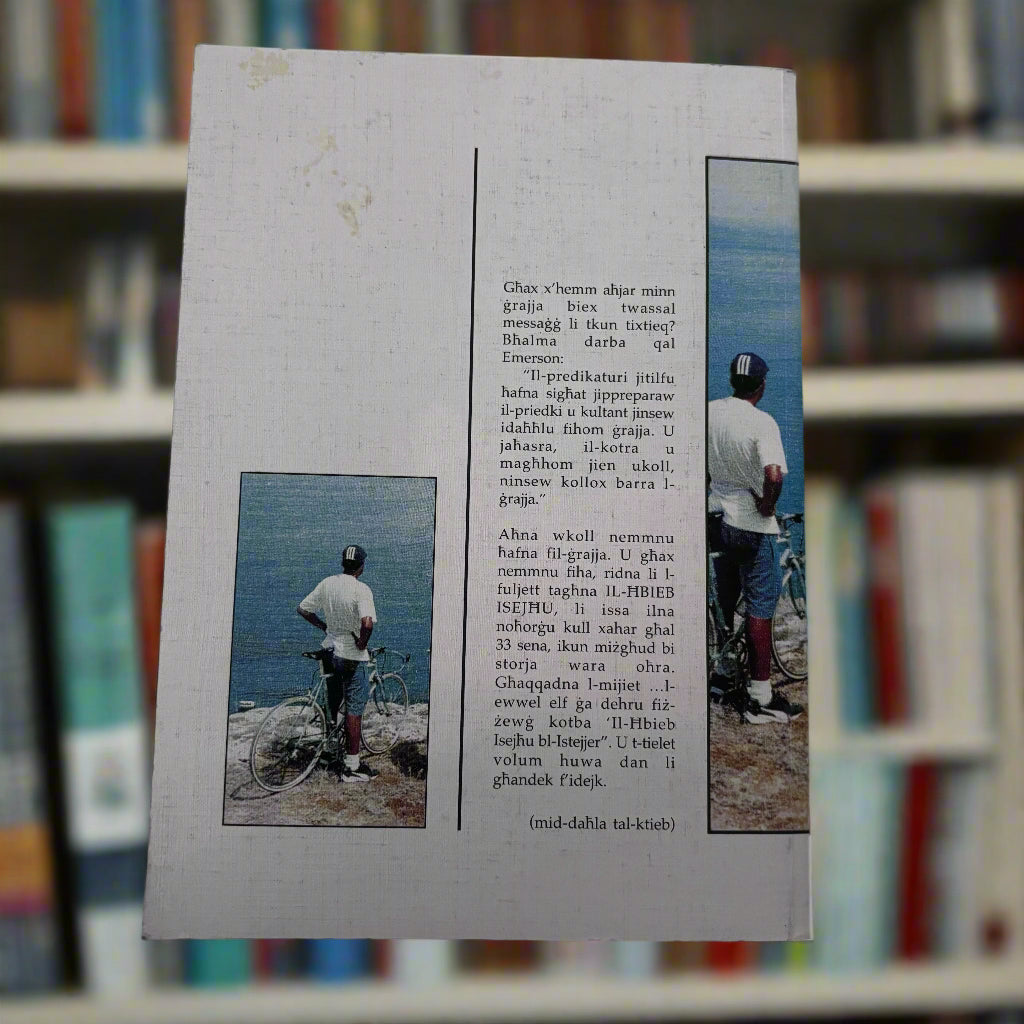 Għax x'hemm aħjar minn
ġrajja biex twassal
messaġġ li tkun tixtieq?
Bħalma darba qal
Emerson:
"Il-predikaturi jitilfu
ħafna sigħat jippreparaw
il-priedki u kultant jinsew
idaħħlu fihom ġrajja. U
jaħasra, il-kotra u
magħhom jien ukoll,
ninsew kollox barra l-
ġrajja."
Aħna wkoll nemmnu
ħafna fil-ġrajja. U għax
nemmnu fiha, ridna li l-
fuljett tagħna IL-ĦBIEB
ISEJĦU, li issa ilna
noħorġu kull xahar għal
33 sena, ikun miżgħud bi
storja wara oħra.
Għaqqadna l-mijiet ...l-
ewwel elf ġa dehru fiż-
żewġ kotba 'Il-Ħbieb
Isejħu bl-Istejjer". U t-tielet
volum huwa dan li
għandek f'idejk.
(mid-daħla tal-ktieb)